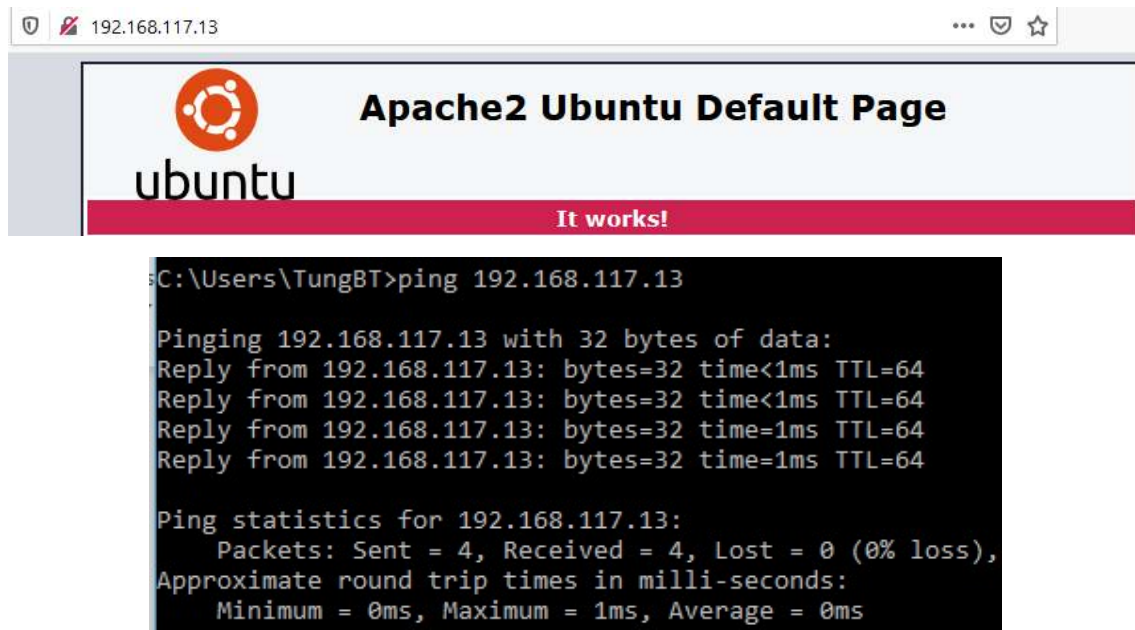 192.168.117.13
Apache2 Ubuntu Default Page
ubuntu
It works!
C:\Users\TungBT>ping 192.168.117.13
Pinging 192.168.117.13 with 32 bytes of data:
Reply from 192.168.117.13: bytes=32 time<1ms TTL=64
Reply from 192.168.117.13: bytes=32 time<1ms TTL=64
Reply from 192.168.117.13: bytes=32 time=1ms TTL=64
Reply from 192.168.117.13: bytes=32 time=1ms TTL=64
Ping statistics for 192.168.117.13:
Packets: Sent = 4, Received = 4, Lost = 0 (0% loss),
Approximate round trip times in milli-seconds:
Minimum = 0ms, Maximum = 1ms, Average = 0ms